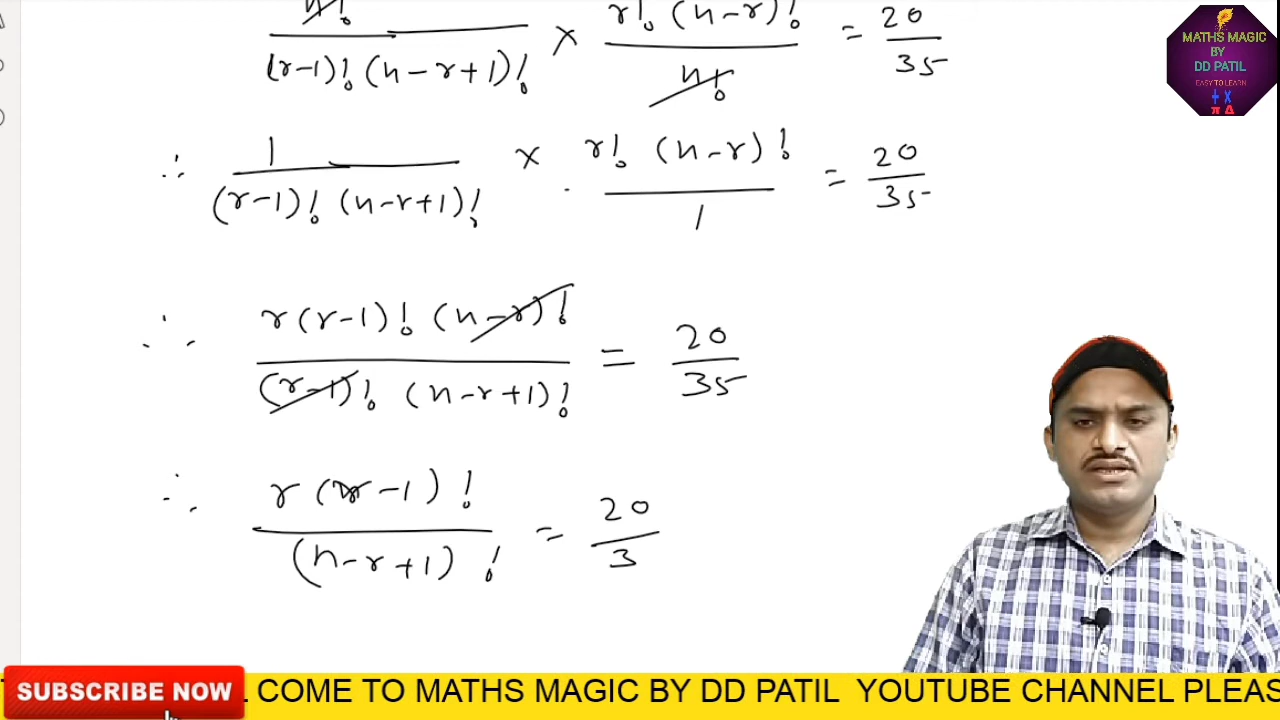 n! / (r-1)! (n-r+1)! × r! (n-r)! / n! = 20 / 35
MATHS MAGIC
BY
DD PATIL
EASY TO LEARN
+ X
π Δ
∴ 1 / (r-1)! (n-r+1)! × r! (n-r)! / 1 = 20 / 35
∴ r(r-1)! (n-r)! / (r-1)! (n-r+1)! = 20 / 35
∴ r(r-1)! / (n-r+1)! = 20 / 3
SUBSCRIBE NOW
COME TO MATHS MAGIC BY DD PATIL YOUTUBE CHANNEL PLEAS